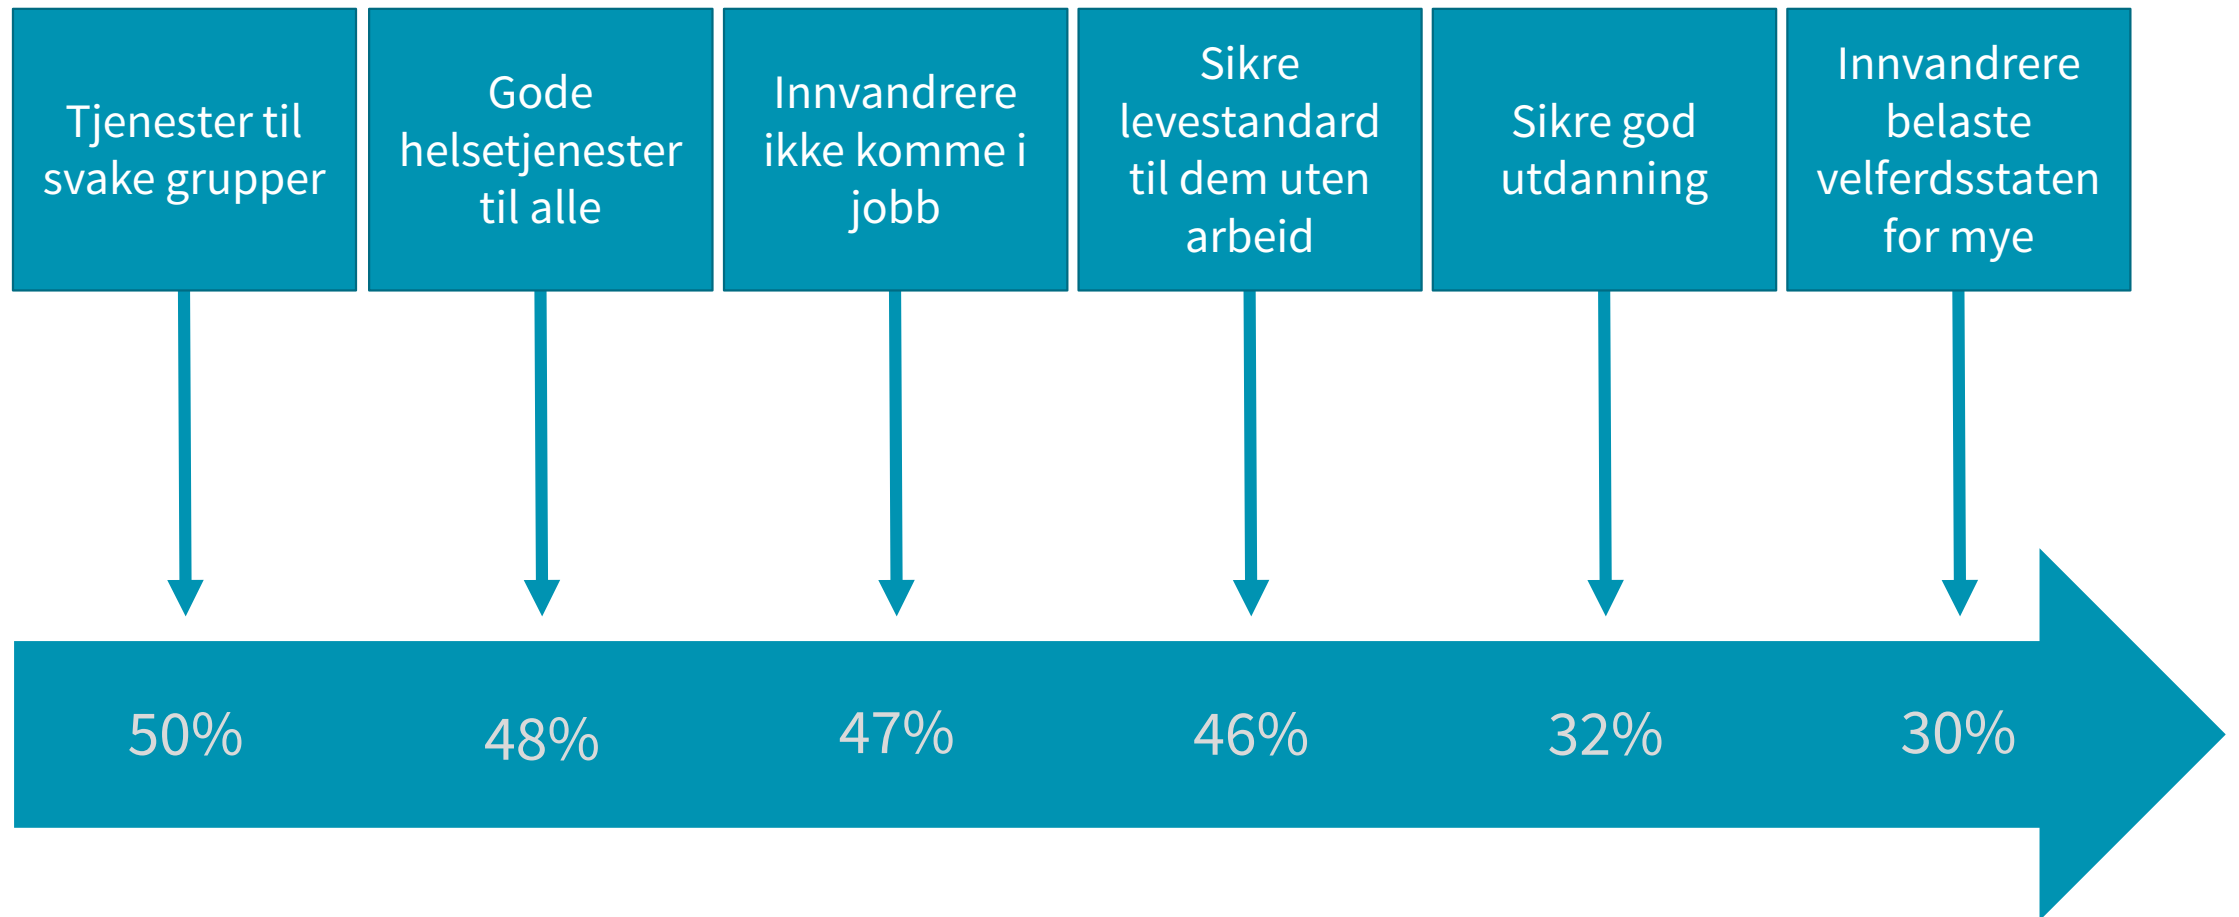 Tjenester til
svake grupper
Gode
helsetjenester
til alle
Innvandrere
ikke komme i
jobb
Sikre
levestandard
til dem uten
arbeid
Sikre god
utdanning
Innvandrere
belaste
velferdsstaten
for mye
50%
48%
47%
46%
32%
30%